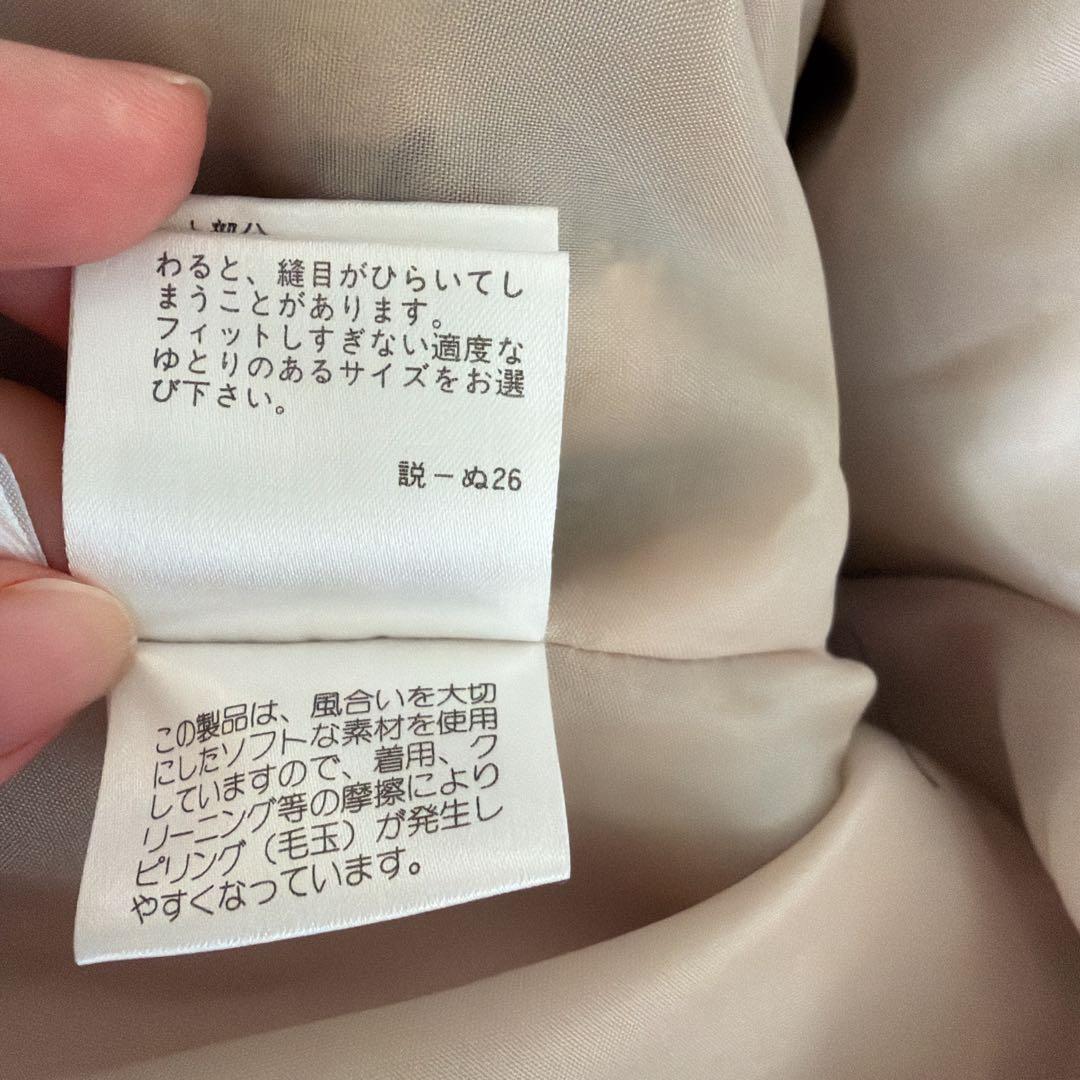 部分
わると、縫目がひらいてし
まうことがあります。
フィットしすぎない適度な
ゆとりのあるサイズをお選
び下さい。
説－ぬ26
この製品は、風合いを大切
にしたソフトな素材を使用
していますので、着用、ク
リーニング等の摩擦により
ピリング（毛玉）が発生し
やすくなっています。